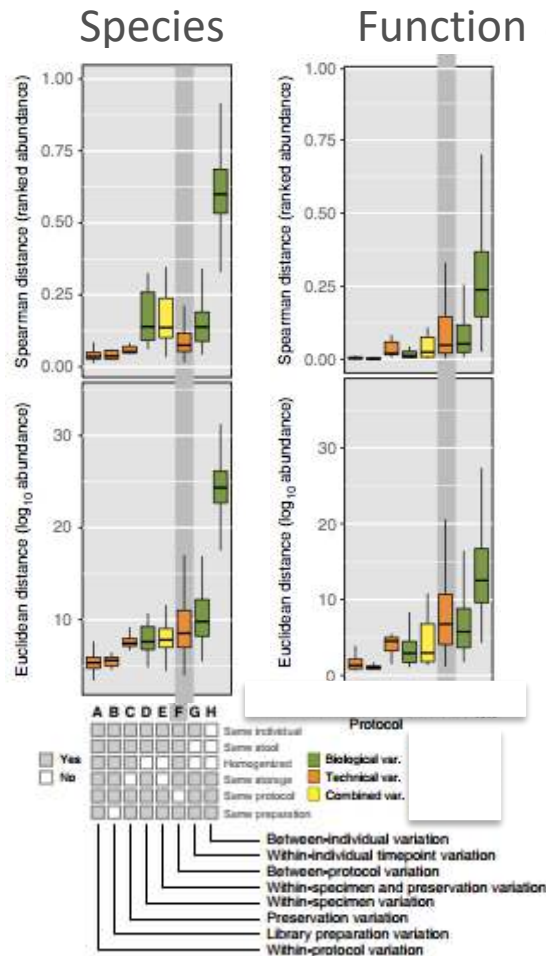 Species
Function
Spearman distance (ranked abundance)
1.00
0.75
0.50
0.25
0.00
Spearman distance (ranked abundance)
1.00
0.75
0.50
0.25
0.00
Euclidean distance (log10 abundance)
30
20
10
Euclidean distance (log10 abundance)
30
20
10
0
A B C D E F G H
Same individual
Same stool
Homogenized
Same storage
Same protocol
Same preparation
Yes
No
Protocol
Biological var.
Technical var.
Combined var.
Between-individual variation
Within-individual timepoint variation
Between-protocol variation
Within-specimen and preservation variation
Within-specimen variation
Preservation variation
Library preparation variation
Within-protocol variation